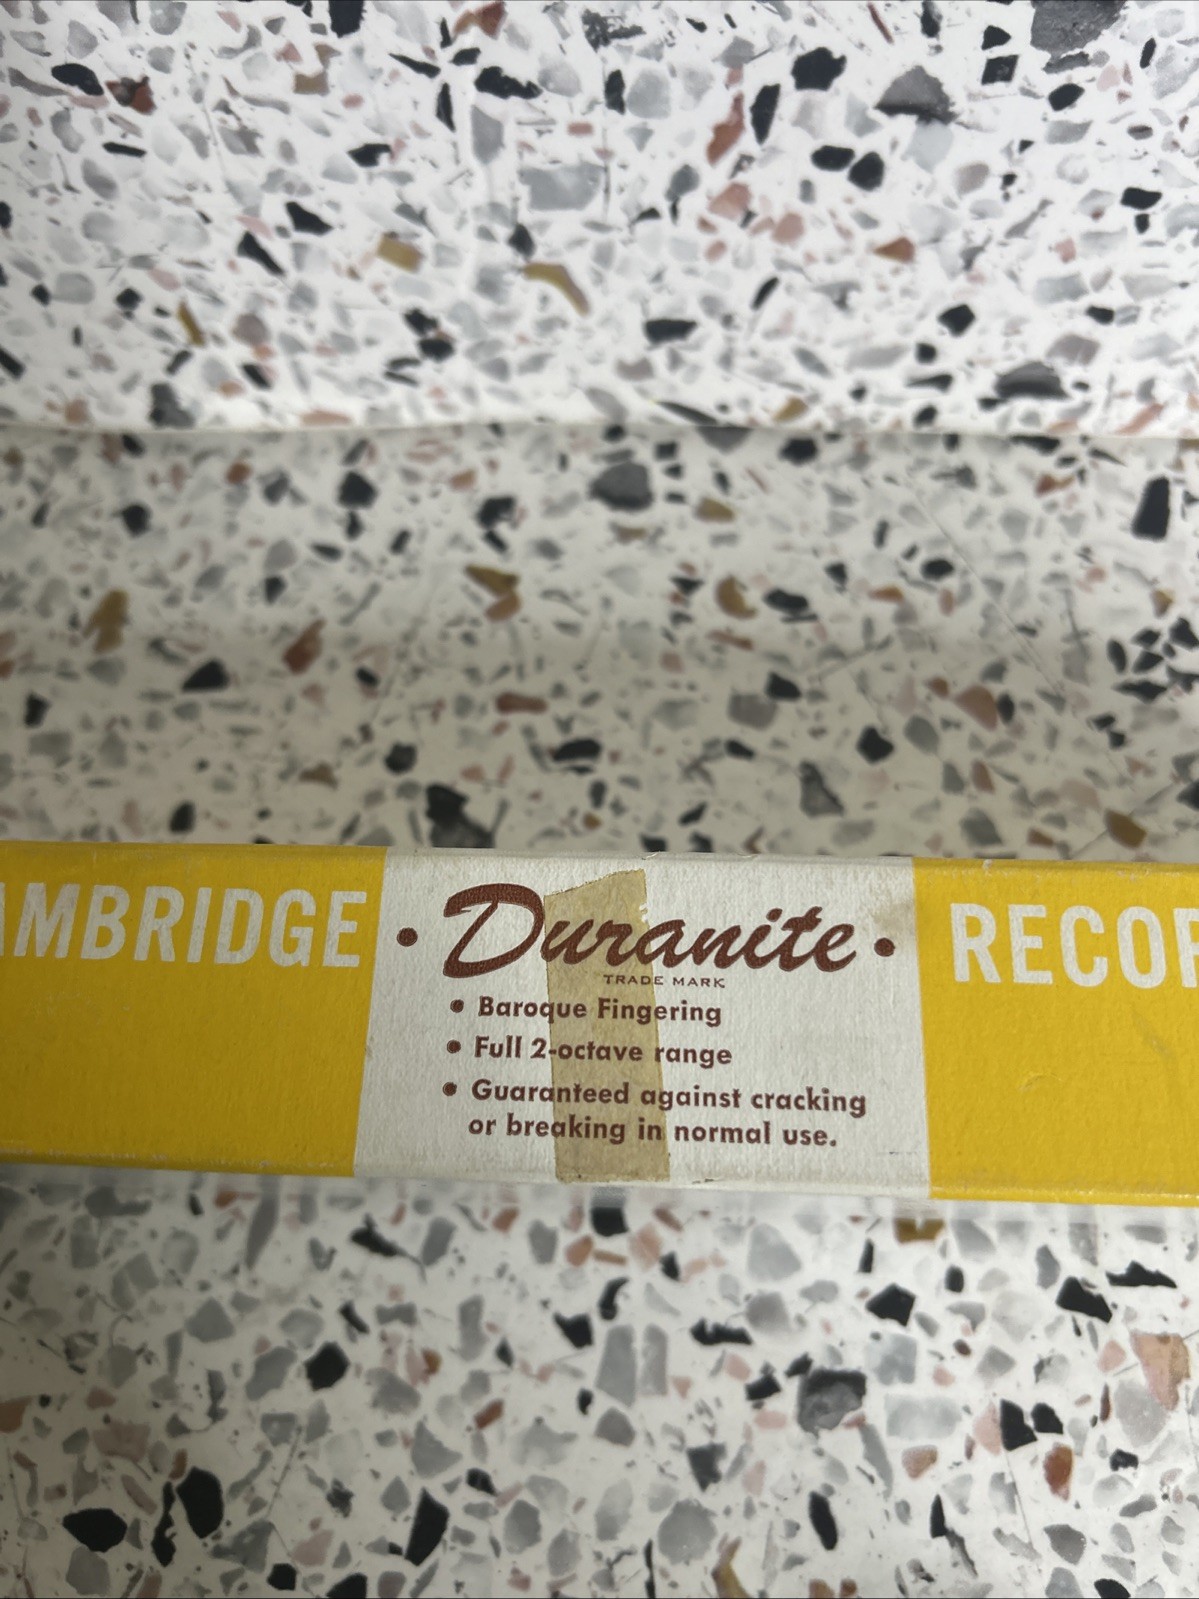 AMBRIDGE • Duranite • RECOR
TRADE MARK
• Baroque Fingering
• Full 2-octave range
• Guaranteed against cracking
or breaking in normal use.